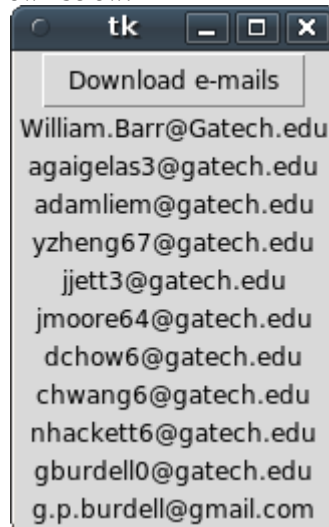 tk
Download e-mails
William.Barr@Gatech.edu
agaigelas3@gatech.edu
adamliem@gatech.edu
yzheng67@gatech.edu
jjett3@gatech.edu
jmoore64@gatech.edu
dchow6@gatech.edu
chwang6@gatech.edu
nhackett6@gatech.edu
gburdell0@gatech.edu
g.p.burdell@gmail.com